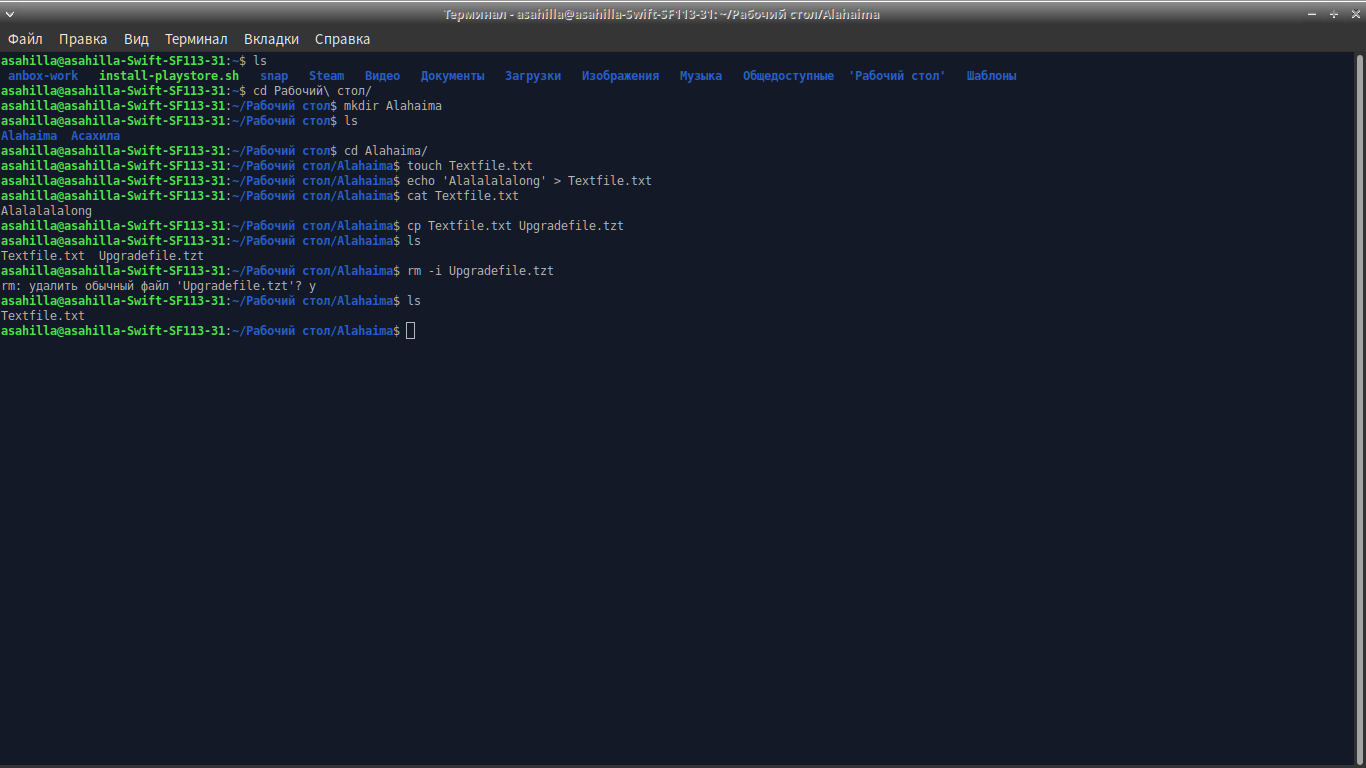 Терминал - asahilla@asahilla-Swift-SF113-31: ~/Рабочий стол/Alahaima
Файл Правка Вид Терминал Вкладки Справка
asahilla@asahilla-Swift-SF113-31:~$ ls
anbox-work install-playstore.sh snap Steam Видео Документы Загрузки Изображения Музыка Общедоступные 'Рабочий стол' Шаблоны
asahilla@asahilla-Swift-SF113-31:~$ cd Рабочий\ стол/
asahilla@asahilla-Swift-SF113-31:~/Рабочий стол$ mkdir Alahaima
asahilla@asahilla-Swift-SF113-31:~/Рабочий стол$ ls
Alahaima Асахила
asahilla@asahilla-Swift-SF113-31:~/Рабочий стол$ cd Alahaima/
asahilla@asahilla-Swift-SF113-31:~/Рабочий стол/Alahaima$ touch Textfile.txt
asahilla@asahilla-Swift-SF113-31:~/Рабочий стол/Alahaima$ echo 'Alalalalalong' > Textfile.txt
asahilla@asahilla-Swift-SF113-31:~/Рабочий стол/Alahaima$ cat Textfile.txt
Alalalalalong
asahilla@asahilla-Swift-SF113-31:~/Рабочий стол/Alahaima$ cp Textfile.txt Upgradefile.tzt
asahilla@asahilla-Swift-SF113-31:~/Рабочий стол/Alahaima$ ls
Textfile.txt Upgradefile.tzt
asahilla@asahilla-Swift-SF113-31:~/Рабочий стол/Alahaima$ rm -i Upgradefile.tzt
rm: удалить обычный файл 'Upgradefile.tzt'? y
asahilla@asahilla-Swift-SF113-31:~/Рабочий стол/Alahaima$ ls
Textfile.txt
asahilla@asahilla-Swift-SF113-31:~/Рабочий стол/Alahaima$